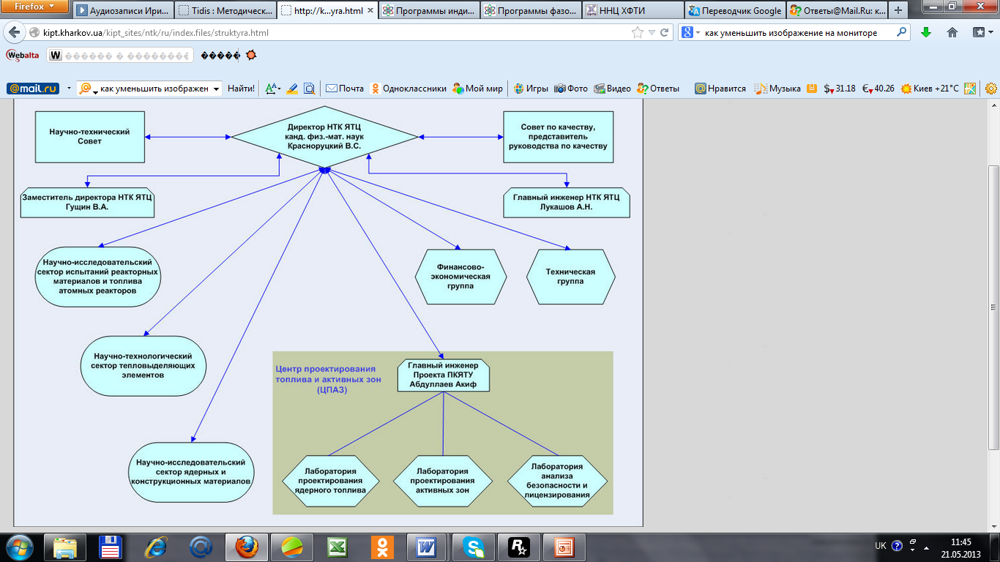 Firefox
Аудиозаписи Ири...
Tidis : Методическ...
http://k...yra.html
Программы инди...
Программы фазо...
ННЦ ХФТИ
Переводчик Google
Ответы@Mail.Ru: к...
kipt.kharkov.ua/kipt_sites/ntk/ru/index.files/struktyra.html
как уменьшить изображение на мониторе
Webalta
W
@mail.ru
как уменьшить изображен
Найти!
Почта
Одноклассники
Мой мир
Игры
Фото
Видео
Ответы
Нравится
Музыка
$ 31.18
€ 40.26
Киев +21°C
Научно-технический
Совет
Директор НТК ЯТЦ
канд. физ.-мат. наук
Красноруцкий В.С.
Совет по качеству,
представитель
руководства по качеству
Заместитель директора НТК ЯТЦ
Гущин В.А.
Главный инженер НТК ЯТЦ
Лукашов А.Н.
Научно-исследовательский
сектор испытаний реакторных
материалов и топлива
атомных реакторов
Финансово-
экономическая
группа
Техническая
группа
Научно-технологический
сектор тепловыделяющих
элементов
Центр проектирования
топлива и активных зон
(ЦПАЗ)
Главный инженер
Проекта ПКЯТУ
Абдуллаев Акиф
Научно-исследовательский
сектор ядерных и
конструкционных материалов
Лаборатория
проектирования
ядерного топлива
Лаборатория
проектирования
активных зон
Лаборатория
анализа
безопасности и
лицензирования
UK
11:45
21.05.2013